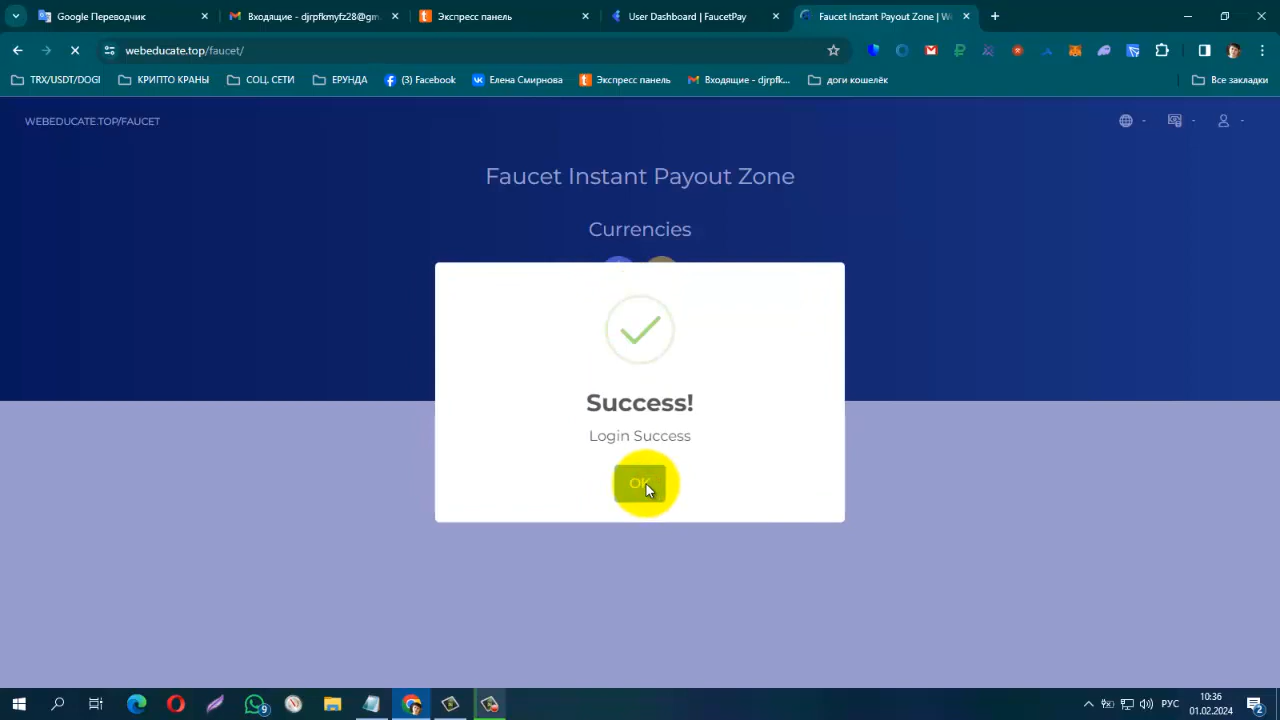 Google Переводчик
Входящие - djrpfkmyfz28@gm
Экспресс панель
User Dashboard | FaucetPay
Faucet Instant Payout Zone | W
webeducate.top/faucet/
TRX/USDT/DOGI
КРИПТО КРАНЫ
СОЦ. СЕТИ
ЕРУНДА
(3) Facebook
Елена Смирнова
Экспресс панель
Входящие - djrpfk...
доги кошелёк
Все закладки
WEBEDUCATE.TOP/FAUCET
Faucet Instant Payout Zone
Currencies
Success!
Login Success
OK
9
РУС
10:36
01.02.2024
2